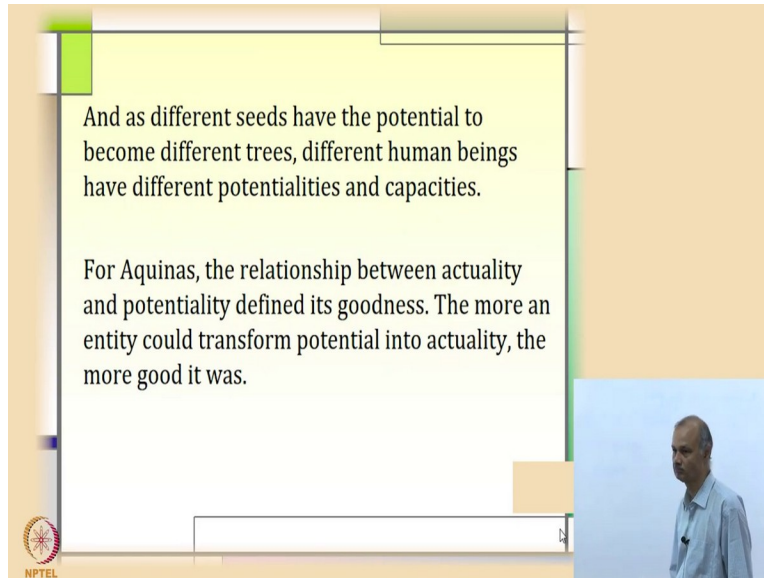 And as different seeds have the potential to
become different trees, different human beings
have different potentialities and capacities.
For Aquinas, the relationship between actuality
and potentiality defined its goodness. The more an
entity could transform potential into actuality, the
more good it was.
NPTEL